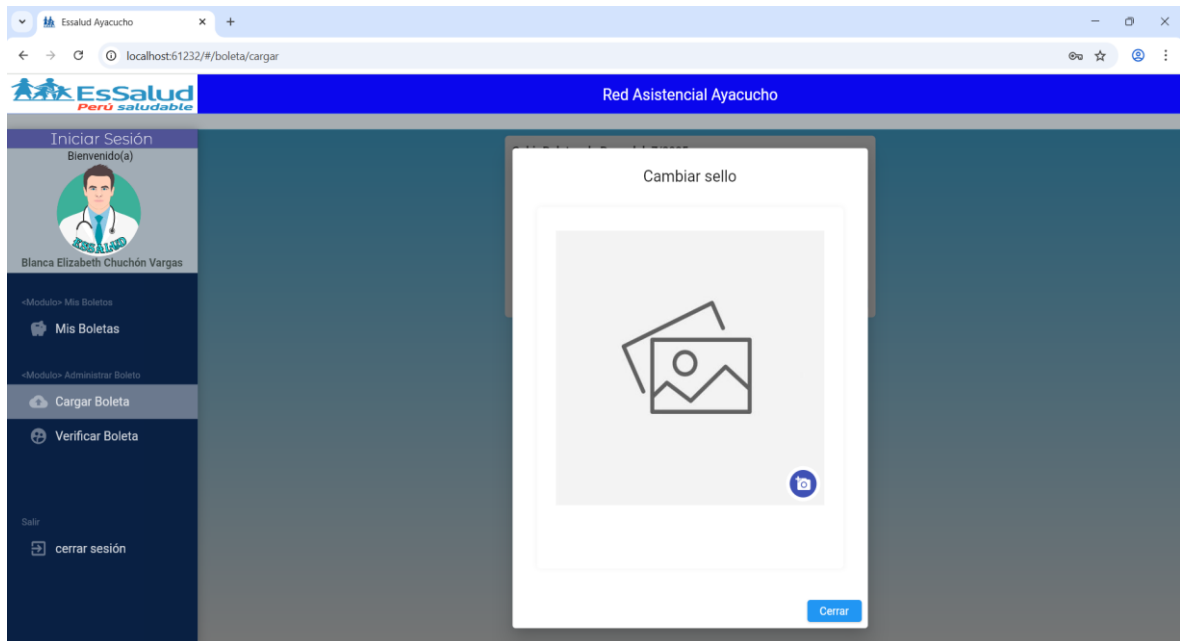 Essalud Ayacucho
localhost:61232/#/boleta/cargar
EsSalud
Perú saludable
Red Asistencial Ayacucho
Iniciar Sesión
Bienvenido(a)
ESSALUD
Blanca Elizabeth Chuchón Vargas
<Modulo> Mis Boletos
Mis Boletas
<Modulo> Administrar Boleto
Cargar Boleta
Verificar Boleta
Salir
cerrar sesión
Cambiar sello
Cerrar